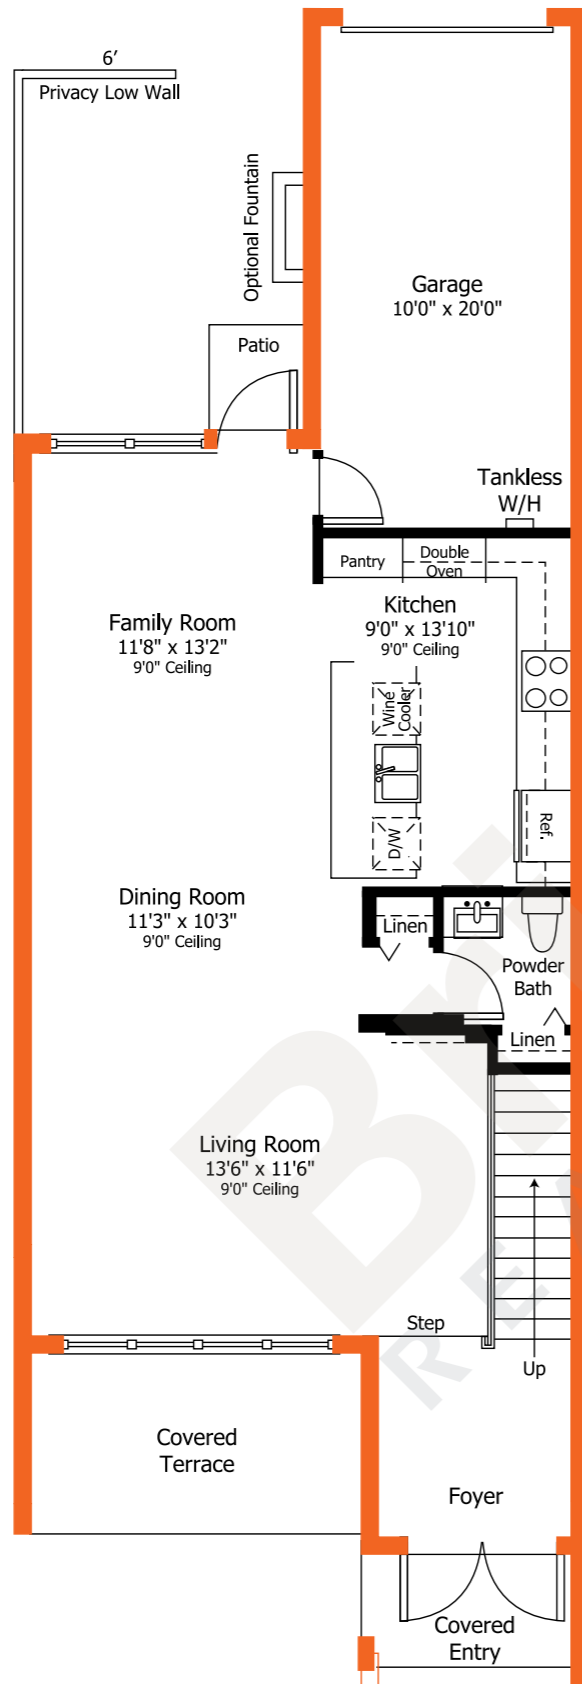 6’
Privacy Low Wall
Optional Fountain
Patio
Garage
10'0" x 20'0"
Tankless
W/H
Pantry
Double
Oven
Family Room
11'8" x 13'2"
9'0" Ceiling
Kitchen
9'0" x 13'10"
9'0" Ceiling
Wine
Cooler
D/W
Ref.
Dining Room
11'3" x 10'3"
9'0" Ceiling
Linen
Powder
Bath
Linen
Living Room
13'6" x 11'6"
9'0" Ceiling
Step
Up
Covered
Terrace
Foyer
Covered
Entry
Bri
REA